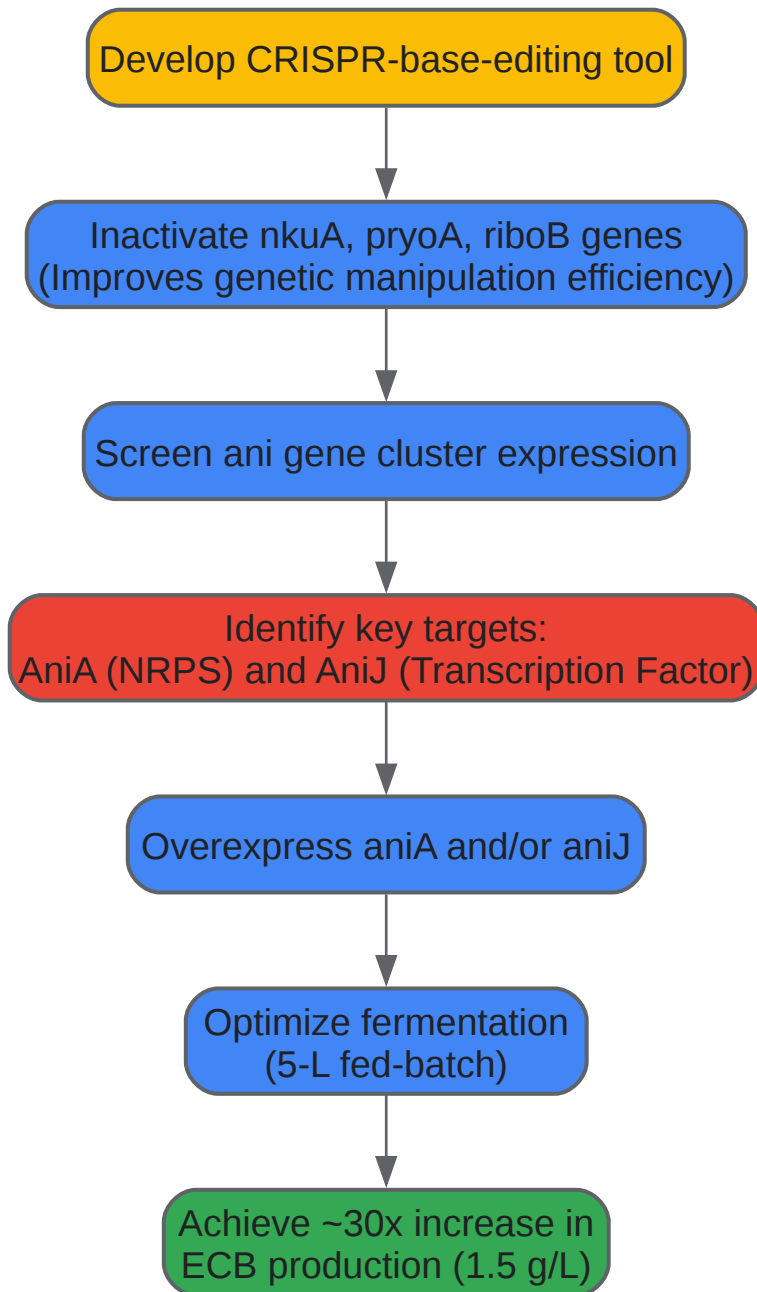 Develop CRISPR-base-editing tool
Inactivate nkuA, pryoA, riboB genes
(Improves genetic manipulation efficiency)
Screen ani gene cluster expression
Identify key targets:
AniA (NRPS) and AniJ (Transcription Factor)
Overexpress aniA and/or aniJ
Optimize fermentation
(5-L fed-batch)
Achieve ~30x increase in
ECB production (1.5 g/L)